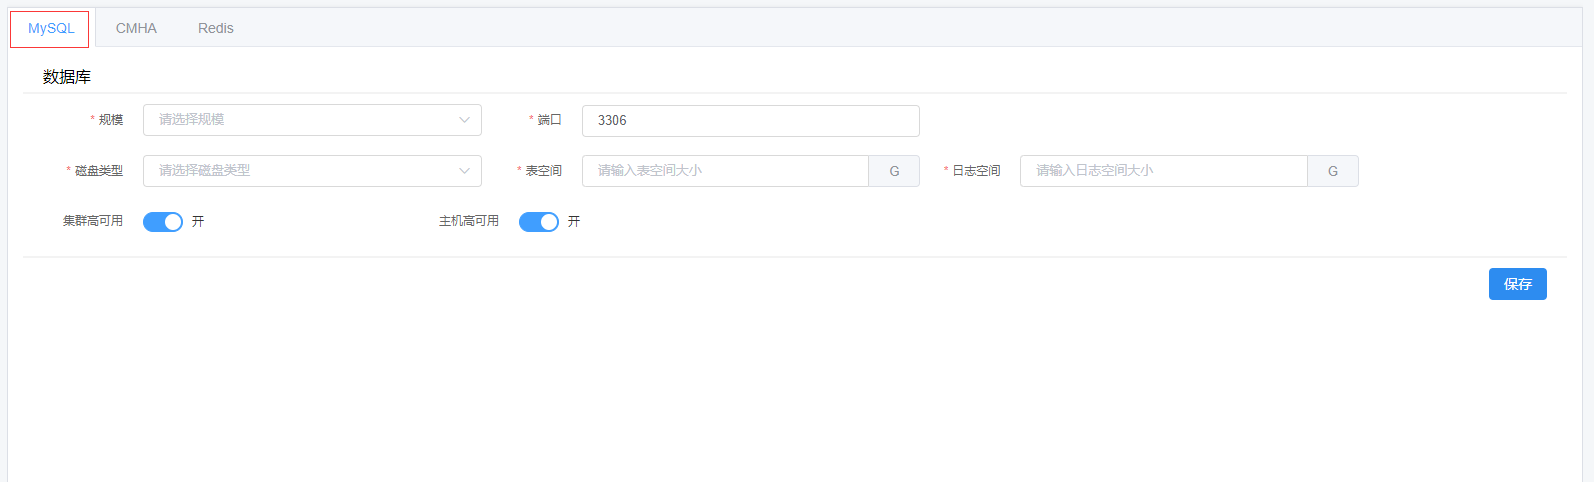 MySQL CMHA Redis
数据库
* 规模 请选择规模 * 端口 3306
* 磁盘类型 请选择磁盘类型 * 表空间 请输入表空间大小 G * 日志空间 请输入日志空间大小 G
集群高可用 开 主机高可用 开
保存